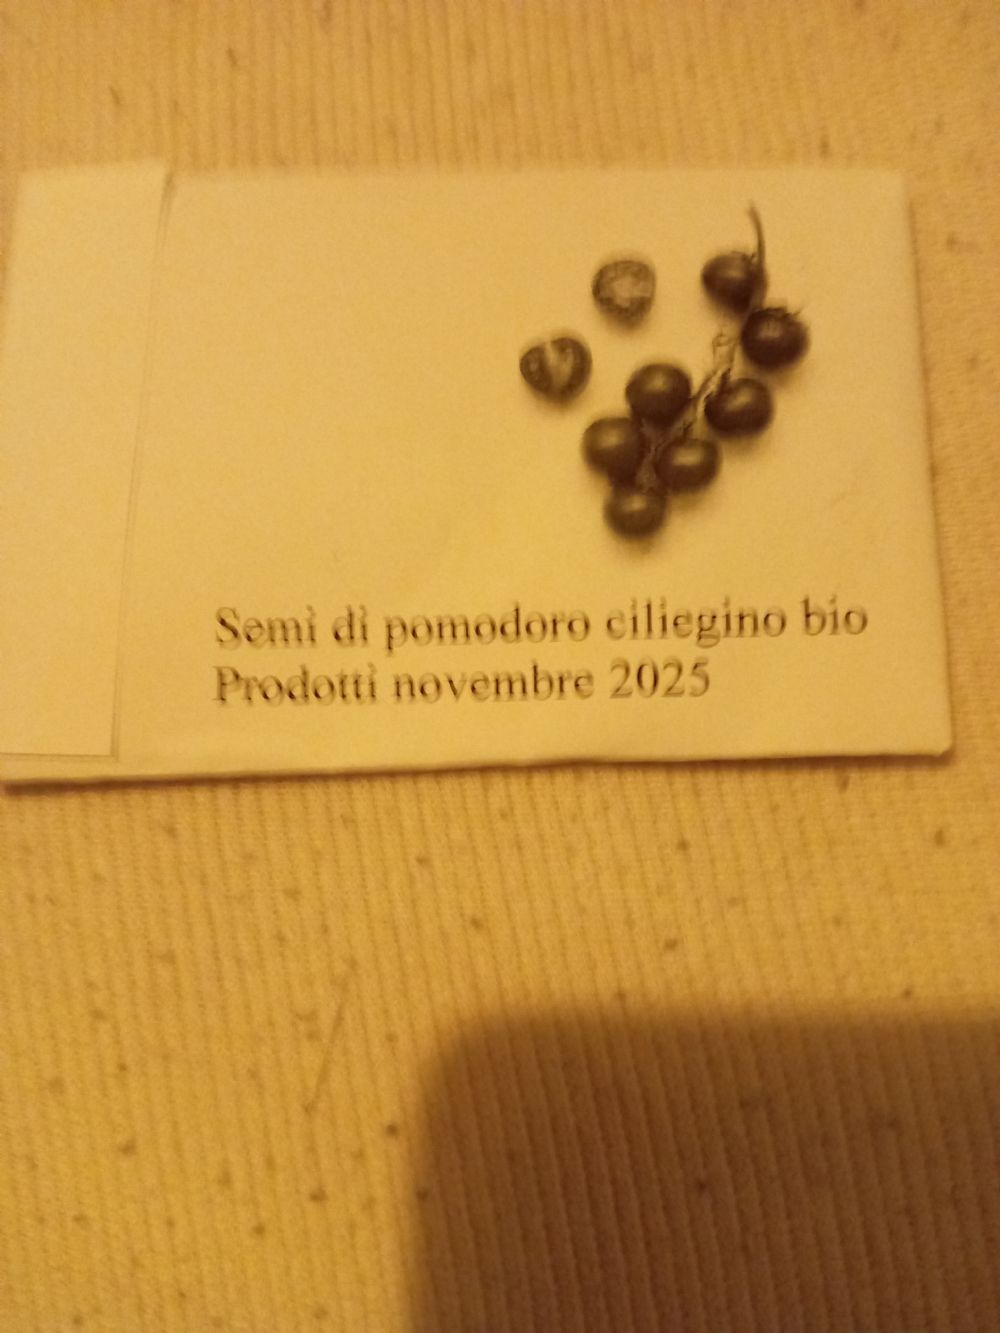 Semi di pomodoro ciliegino bio
Prodotti novembre 2025